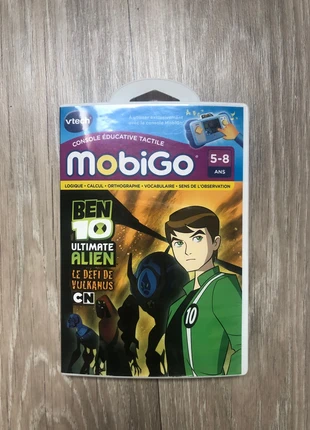 vtech
CONSOLE ÉDUCATIVE TACTILE
MobiGo
5-8
ANS
LOGIQUE • CALCUL • ORTHOGRAPHE • VOCABULAIRE • SENS DE L'OBSERVATION
BEN
10
ULTIMATE
ALIEN
LE DÉFI DE
VULKANUS
CN
10